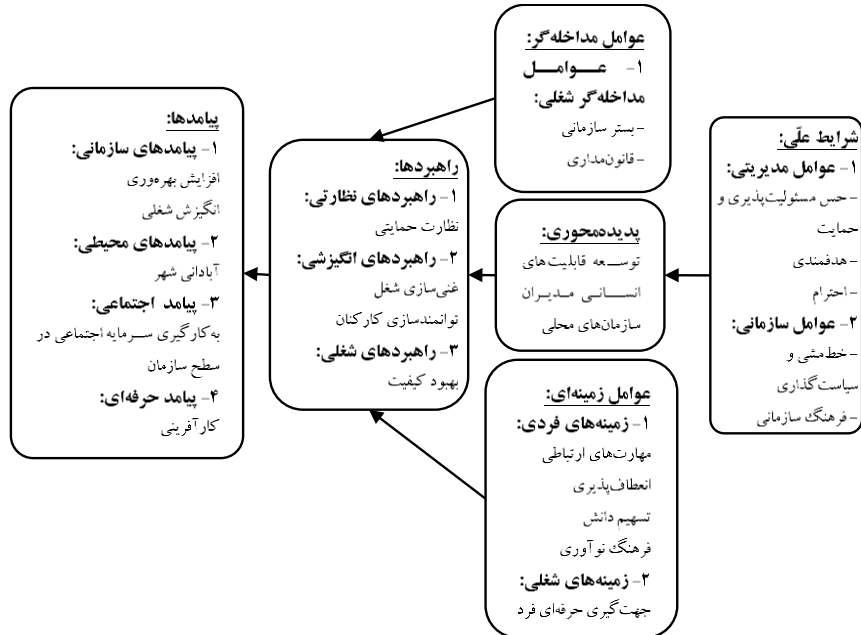 شرایط علّی:
۱- عوامل مدیریتی:
- حس مسئولیت‌پذیری و
حمایت
- هدفمندی
- احترام
۲- عوامل سازمانی:
- خط‌مشی و
سیاست‌گذاری
- فرهنگ سازمانی
عوامل مداخله‌گر:
۱- عوامل
مداخله‌گر شغلی:
- بستر سازمانی
- قانون‌مداری
پدیده‌محوری:
توسعه قابلیت‌های
انسانی مدیران
سازمان‌های محلی
عوامل زمینه‌ای:
۱- زمینه‌های فردی:
مهارت‌های ارتباطی
انعطاف‌پذیری
تسهیم دانش
فرهنگ نوآوری
۲- زمینه‌های شغلی:
جهت‌گیری حرفه‌ای فرد
راهبردها:
۱- راهبردهای نظارتی:
نظارت حمایتی
۲- راهبردهای انگیزشی:
غنی‌سازی شغل
توانمندسازی کارکنان
۳- راهبردهای شغلی:
بهبود کیفیت
پیامدها:
۱- پیامدهای سازمانی:
افزایش بهره‌وری
انگیزش شغلی
۲- پیامدهای محیطی:
آبادانی شهر
۳- پیامد اجتماعی:
به‌کارگیری سرمایه اجتماعی در
سطح سازمان
۴- پیامد حرفه‌ای:
کارآفرینی